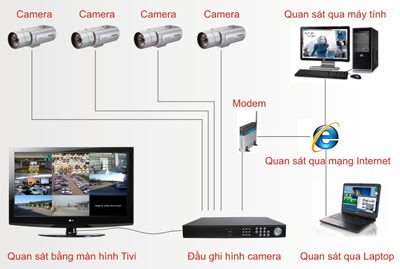 Camera Camera Camera Camera
Quan sát qua máy tính
Modem
Quan sát qua mạng Internet
Quan sát bằng màn hình Tivi
Đầu ghi hình camera
Quan sát qua Laptop